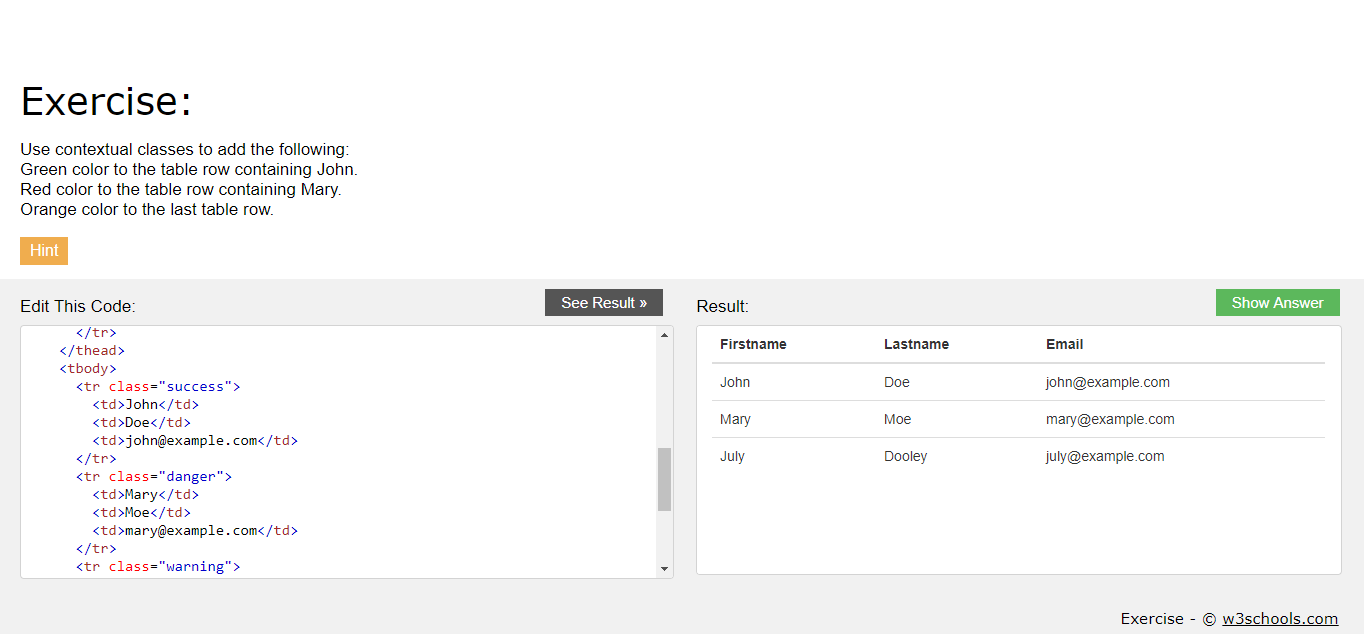 Exercise:
Use contextual classes to add the following:
Green color to the table row containing John.
Red color to the table row containing Mary.
Orange color to the last table row.
Hint
Edit This Code:
See Result »
</tr>
</thead>
<tbody>
<tr class="success">
<td>John</td>
<td>Doe</td>
<td>john@example.com</td>
</tr>
<tr class="danger">
<td>Mary</td>
<td>Moe</td>
<td>mary@example.com</td>
</tr>
<tr class="warning">
Result:
Show Answer
Firstname Lastname Email
John Doe john@example.com
Mary Moe mary@example.com
July Dooley july@example.com
Exercise - © w3schools.com